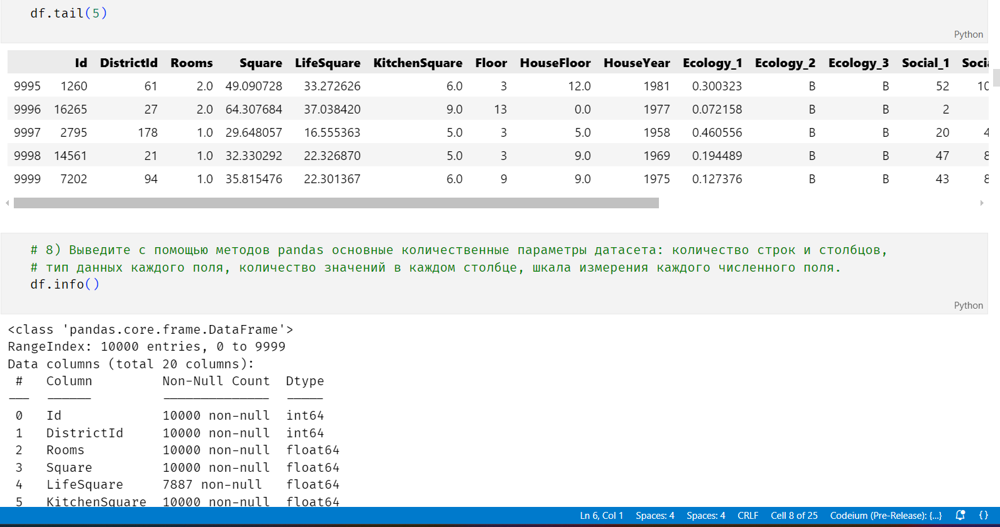 df.tail(5)
Python
Id DistrictId Rooms Square LifeSquare KitchenSquare Floor HouseFloor HouseYear Ecology_1 Ecology_2 Ecology_3 Social_1
9995 1260 61 2.0 49.090728 33.272626 6.0 3 12.0 1981 0.300323 B B 52 10
9996 16265 27 2.0 64.307684 37.038420 9.0 13 0.0 1977 0.072158 B B 2
9997 2795 178 1.0 29.648057 16.555363 5.0 3 5.0 1958 0.460556 B B 20 4
9998 14561 21 1.0 32.330292 22.326870 5.0 3 9.0 1969 0.194489 B B 47 8
9999 7202 94 1.0 35.815476 22.301367 6.0 9 9.0 1975 0.127376 B B 43 8
# 8) Выведите с помощью методов pandas основные количественные параметры датасета: количество строк и столбцов,
# тип данных каждого поля, количество значений в каждом столбце, шкала измерения каждого численного поля.
df.info()
Python
<class 'pandas.core.frame.DataFrame'>
RangeIndex: 10000 entries, 0 to 9999
Data columns (total 20 columns):
# Column Non-Null Count Dtype
--- ------ -------------- -----
0 Id 10000 non-null int64
1 DistrictId 10000 non-null int64
2 Rooms 10000 non-null float64
3 Square 10000 non-null float64
4 LifeSquare 7887 non-null float64
5 KitchenSquare 10000 non-null float64
Ln 6, Col 1 Spaces: 4 Spaces: 4 CRLF Cell 8 of 25 Codeium (Pre-Release): {...} {}